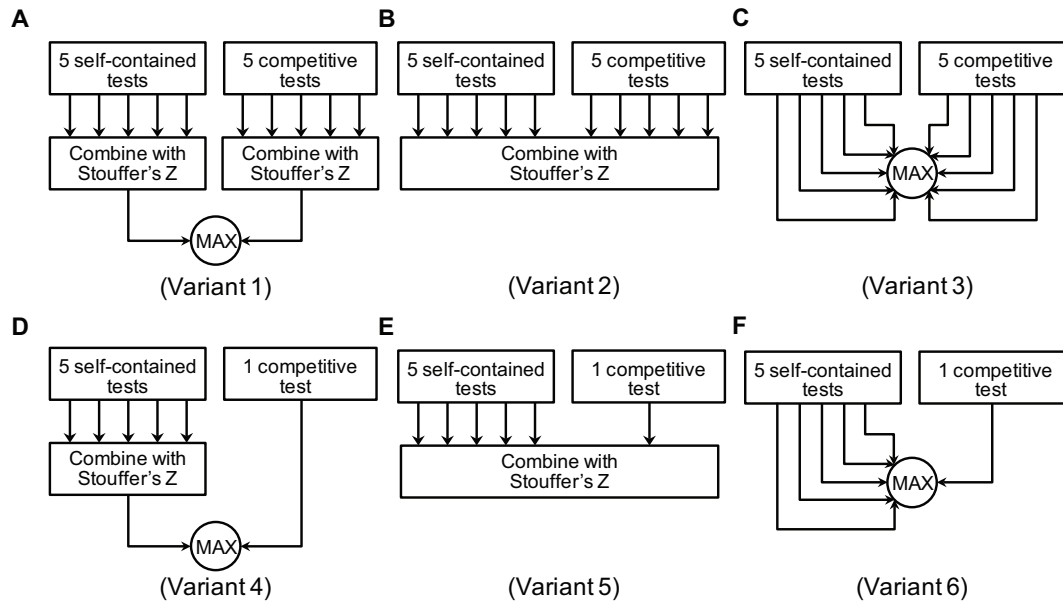 A
5 self-contained
tests
5 competitive
tests
Combine with
Stouffer's Z
Combine with
Stouffer's Z
MAX
(Variant 1)
B
5 self-contained
tests
5 competitive
tests
Combine with
Stouffer's Z
(Variant 2)
C
5 self-contained
tests
5 competitive
tests
MAX
(Variant 3)
D
5 self-contained
tests
1 competitive
test
Combine with
Stouffer's Z
MAX
(Variant 4)
E
5 self-contained
tests
1 competitive
test
Combine with
Stouffer's Z
(Variant 5)
F
5 self-contained
tests
1 competitive
test
MAX
(Variant 6)